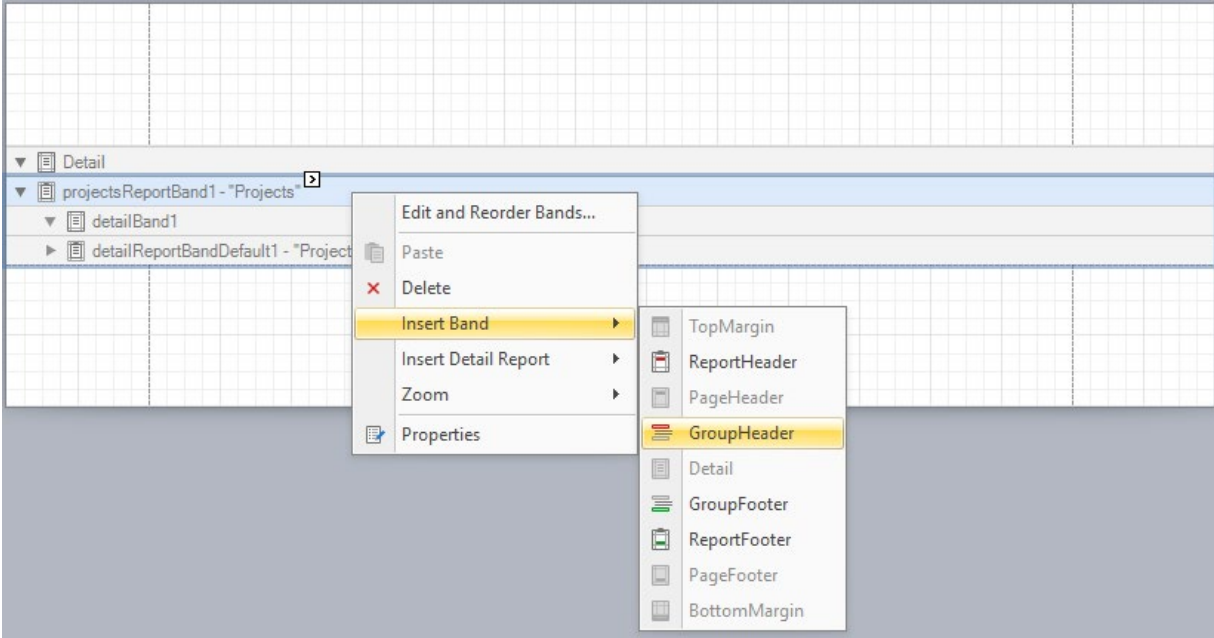 Detail
projectsReportBand1 - "Projects"
detailBand1
detailReportBandDefault1 - "Project
Edit and Reorder Bands...
Paste
Delete
Insert Band
Insert Detail Report
Zoom
Properties
TopMargin
ReportHeader
PageHeader
GroupHeader
Detail
GroupFooter
ReportFooter
PageFooter
BottomMargin